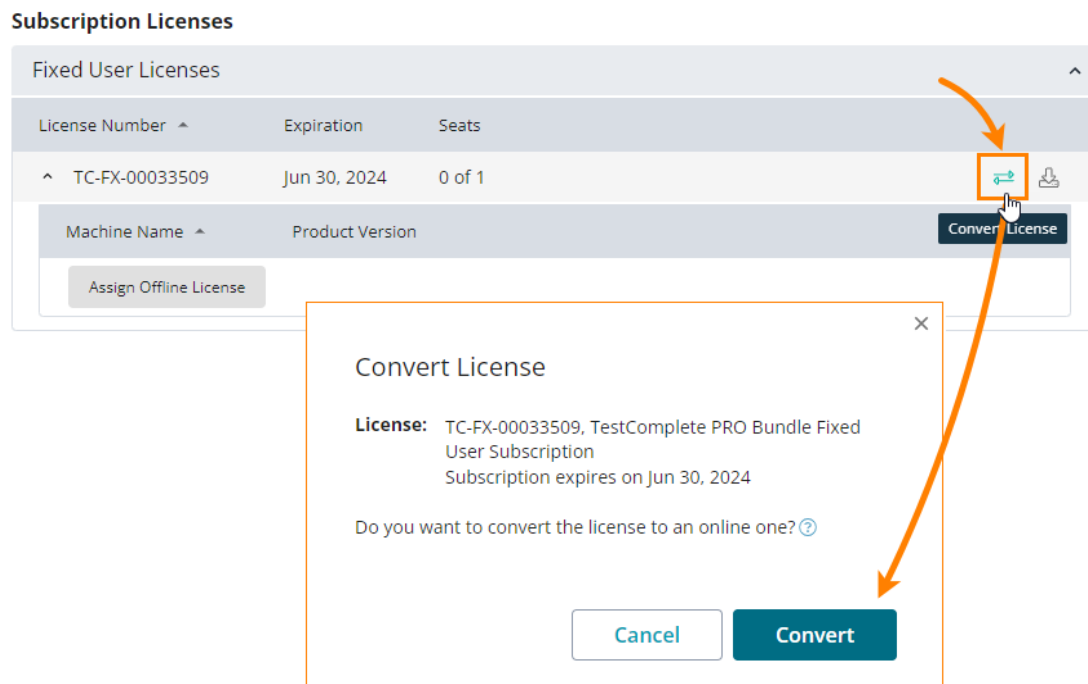 Subscription Licenses
Fixed User Licenses
License Number Expiration Seats
TC-FX-00033509 Jun 30, 2024 0 of 1
Machine Name Product Version
Convert License
Assign Offline License
Convert License
License: TC-FX-00033509, TestComplete PRO Bundle Fixed
User Subscription
Subscription expires on Jun 30, 2024
Do you want to convert the license to an online one? ?
Cancel Convert